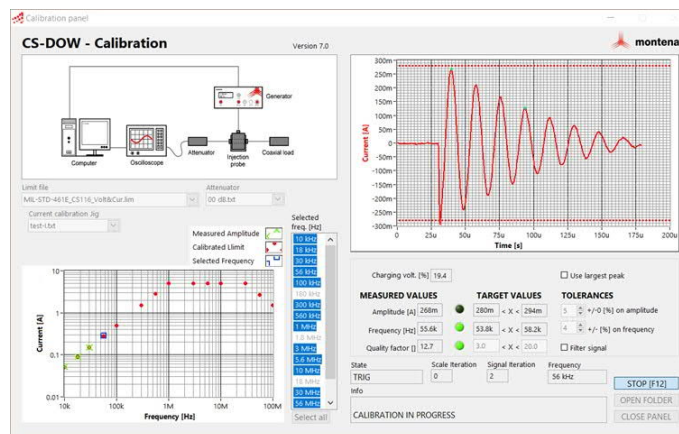 Calibration panel
CS-DOW - Calibration
Version 7.0
montena
Generator
Computer
Oscilloscope
Attenuator
Injection
probe
Coaxial load
Limit file
Attenuator
MIL-STD-461E_CS116_Volt&Cur.lim
00 dB.txt
Current calibration Jig
test-I.txt
Measured Amplitude
Calibrated Llimit
Selected Frequency
Selected
freq. [Hz]
10 kHz
18 kHz
30 kHz
56 kHz
100 kHz
180 kHz
300 kHz
560 kHz
1 MHz
1.8 MHz
3 MHz
5.6 MHz
10 MHz
18 MHz
30 MHz
56 MHz
Select all
Current [A]
10
1
0.1
0.01
10k 100k 1M 10M 100M
Frequency [Hz]
Current [A]
300m
250m
200m
150m
100m
50m
0
-50m
-100m
-150m
-200m
-250m
-300m
0 25u 50u 75u 100u 125u 150u 175u 200u
Time [s]
Charging volt. [%] 19.4
Use largest peak
MEASURED VALUES TARGET VALUES TOLERANCES
Amplitude [A] 268m 280m < X < 294m 5 +/-0 [%] on amplitude
Frequency [Hz] 55.6k 53.8k < X < 58.2k 4 +/- [%] on frequency
Quality factor [] 12.7 3.0 < X < 20.0 Filter signal
State Scale Iteration Signal Iteration Frequency
TRIG 0 2 56 kHz
Info
CALIBRATION IN PROGRESS
STOP [F12]
OPEN FOLDER
CLOSE PANEL